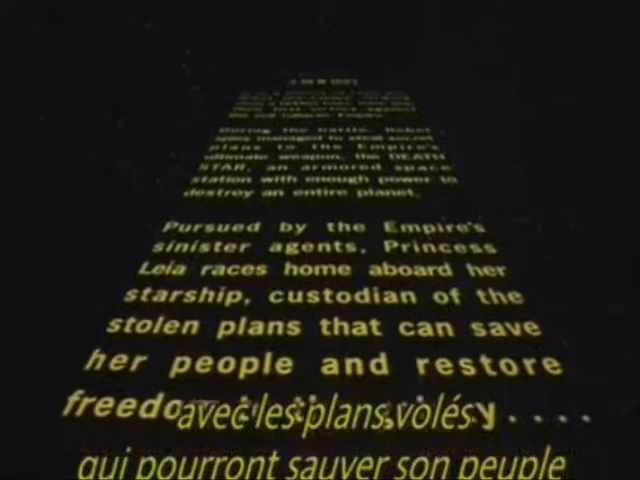 During the battle, Rebel
spies managed to steal secret
plans to the Empire's
ultimate weapon, the DEATH
STAR, an armored space
station with enough power to
destroy an entire planet.
Pursued by the Empire's
sinister agents, Princess
Leia races home aboard her
starship, custodian of the
stolen plans that can save
her people and restore
freedo y....
avec les plans volés
qui pourront sauver son peuple